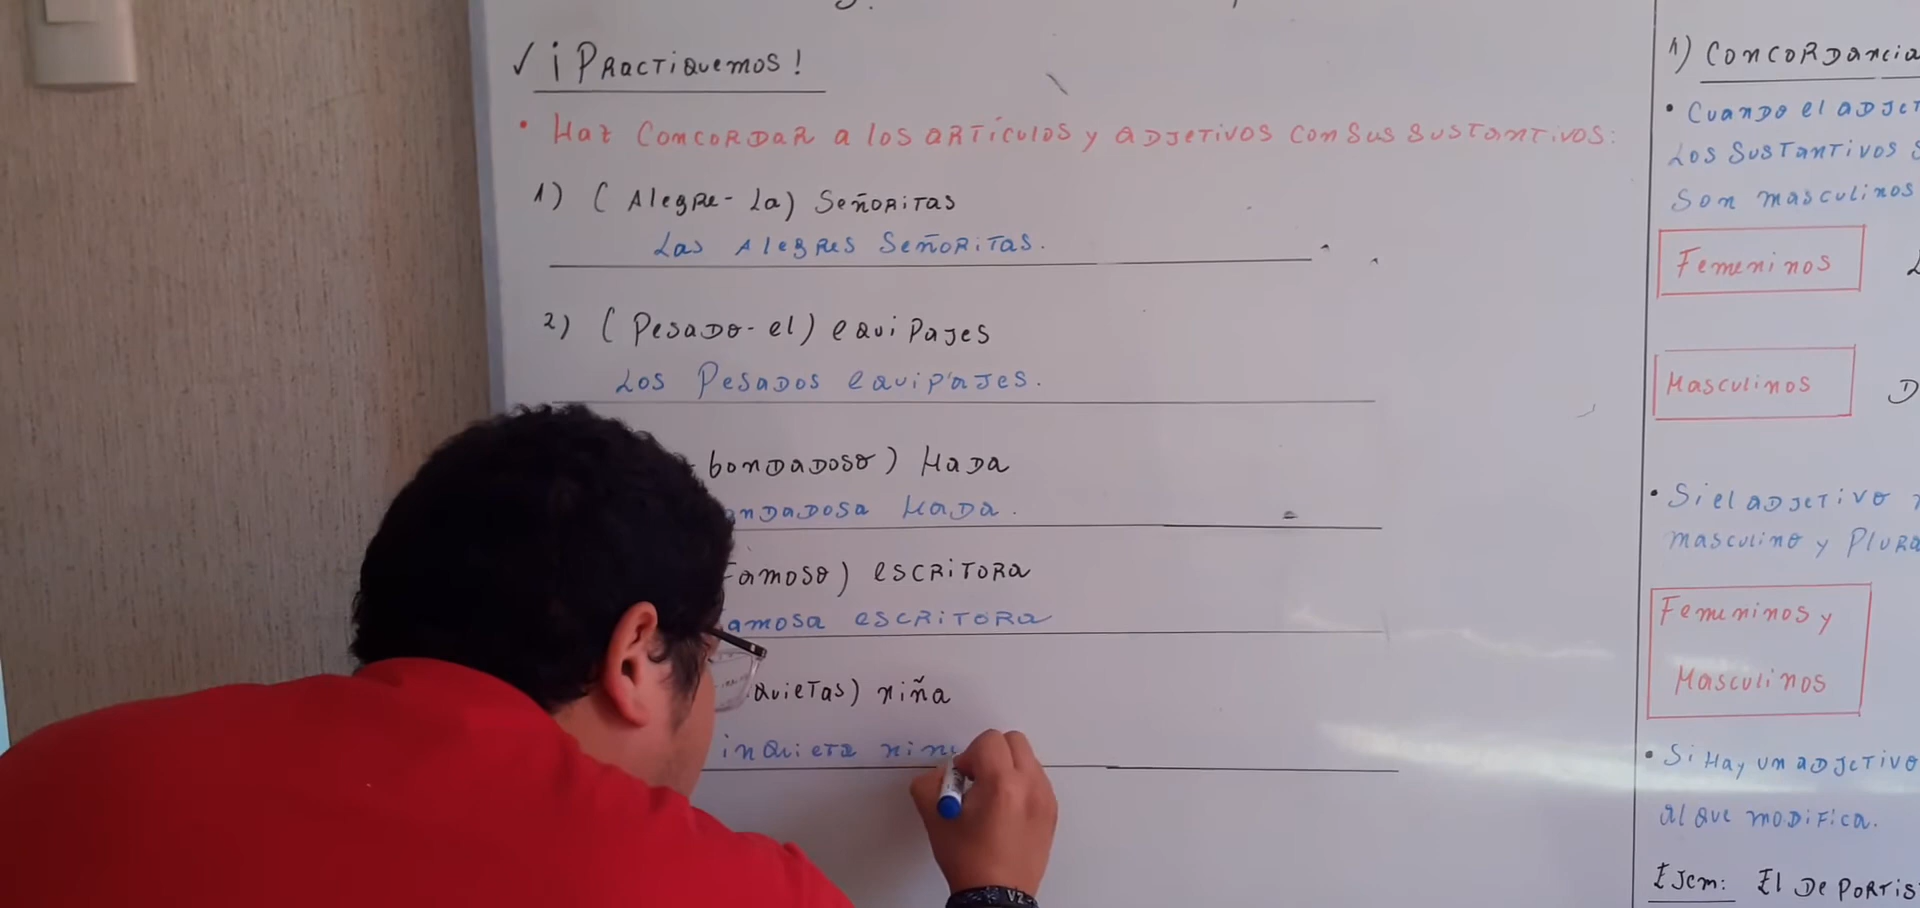 ✓ ¡Practiquemos!
• Haz concordar a los artículos y adjetivos con sus sustantivos:
1) (Alegre - La) Señoritas
Las Alegres Señoritas.
2) (Pesado - el) equipajes
Los Pesados equipajes.
- bondadoso) Hada
ndadosa Hada.
Famoso) escritora
amosa escritora
quietas) niña
inquieta niñ
1) Concordancia
• Cuando el adjet
Los sustantivos s
son masculinos
Femeninos
Masculinos
D
• Si el adjetivo
masculino y Plura
Femeninos y
Masculinos
• Si Hay un adjetivo
al que modifica.
Ejem: El Deportis
VZ